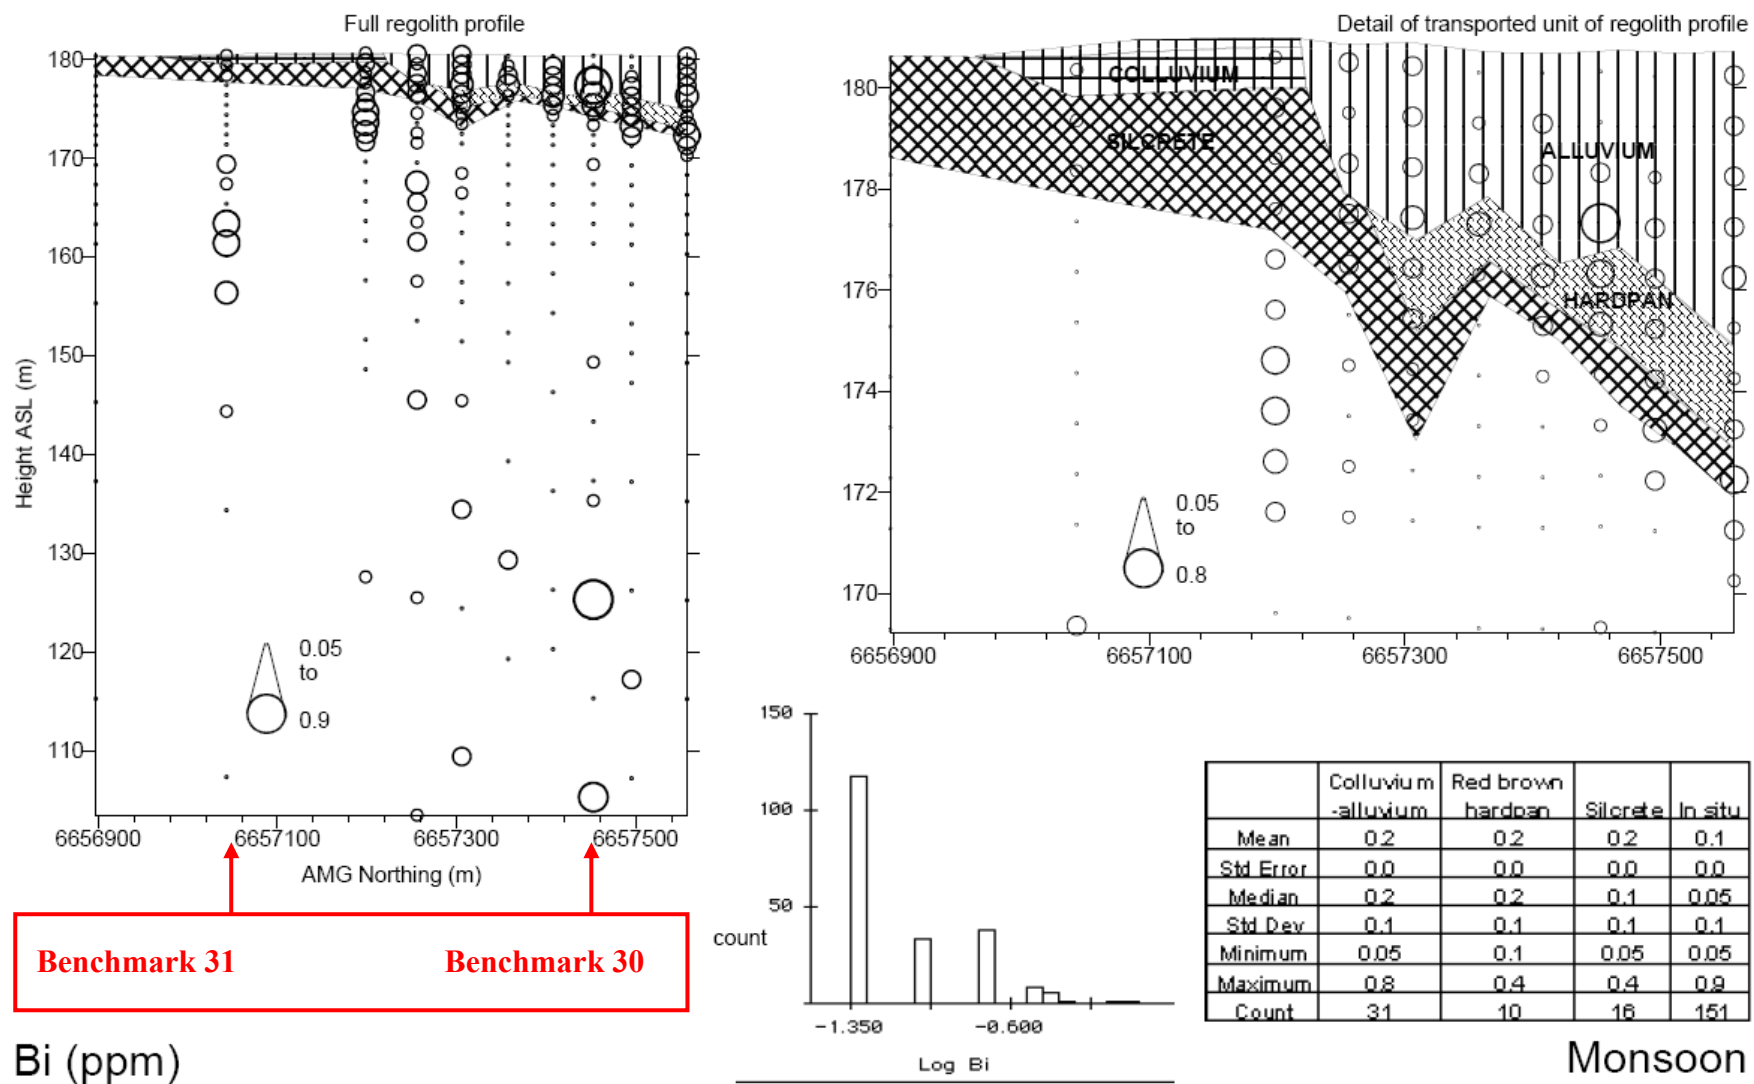 Full regolith profile
180
170
160
150
140
130
120
110
Height ASL (m)
0.05
to
0.9
6656900 6657100 6657300 6657500
AMG Northing (m)
Benchmark 31 Benchmark 30
Bi (ppm)
Detail of transported unit of regolith profile
COLLUVIUM
SILCRETE
ALLUVIUM
HARDPAN
180
178
176
174
172
170
0.05
to
0.8
6656900 6657100 6657300 6657500
150
100
50
count
-1.350 -0.600
Log Bi
Colluvium -alluvium Red brown hardpan Silcrete In situ
Mean 0.2 0.2 0.2 0.1
Std Error 0.0 0.0 0.0 0.0
Median 0.2 0.2 0.1 0.05
Std Dev 0.1 0.1 0.1 0.1
Minimum 0.05 0.1 0.05 0.05
Maximum 0.8 0.4 0.4 0.9
Count 31 10 16 151
Monsoon